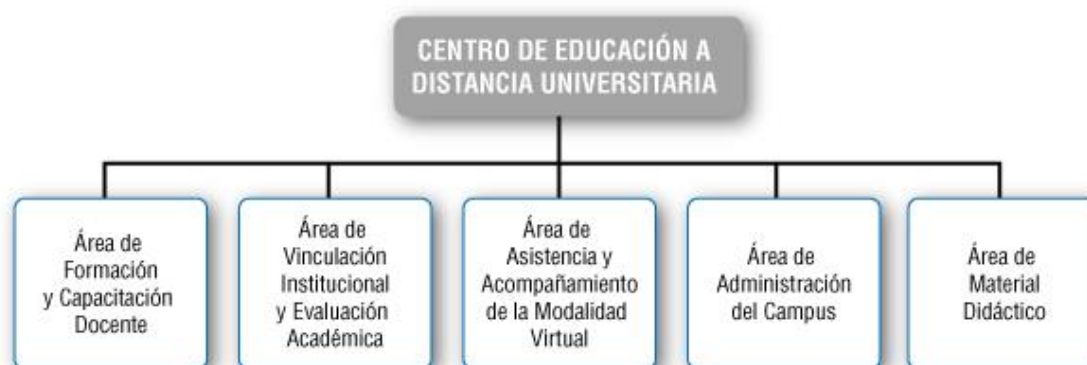 CENTRO DE EDUCACIÓN A
DISTANCIA UNIVERSITARIA
Área de
Formación
y Capacitación
Docente
Área de
Vinculación
Institucional
y Evaluación
Académica
Área de
Asistencia y
Acompañamiento
de la Modalidad
Virtual
Área de
Administración
del Campus
Área de
Material
Didáctico